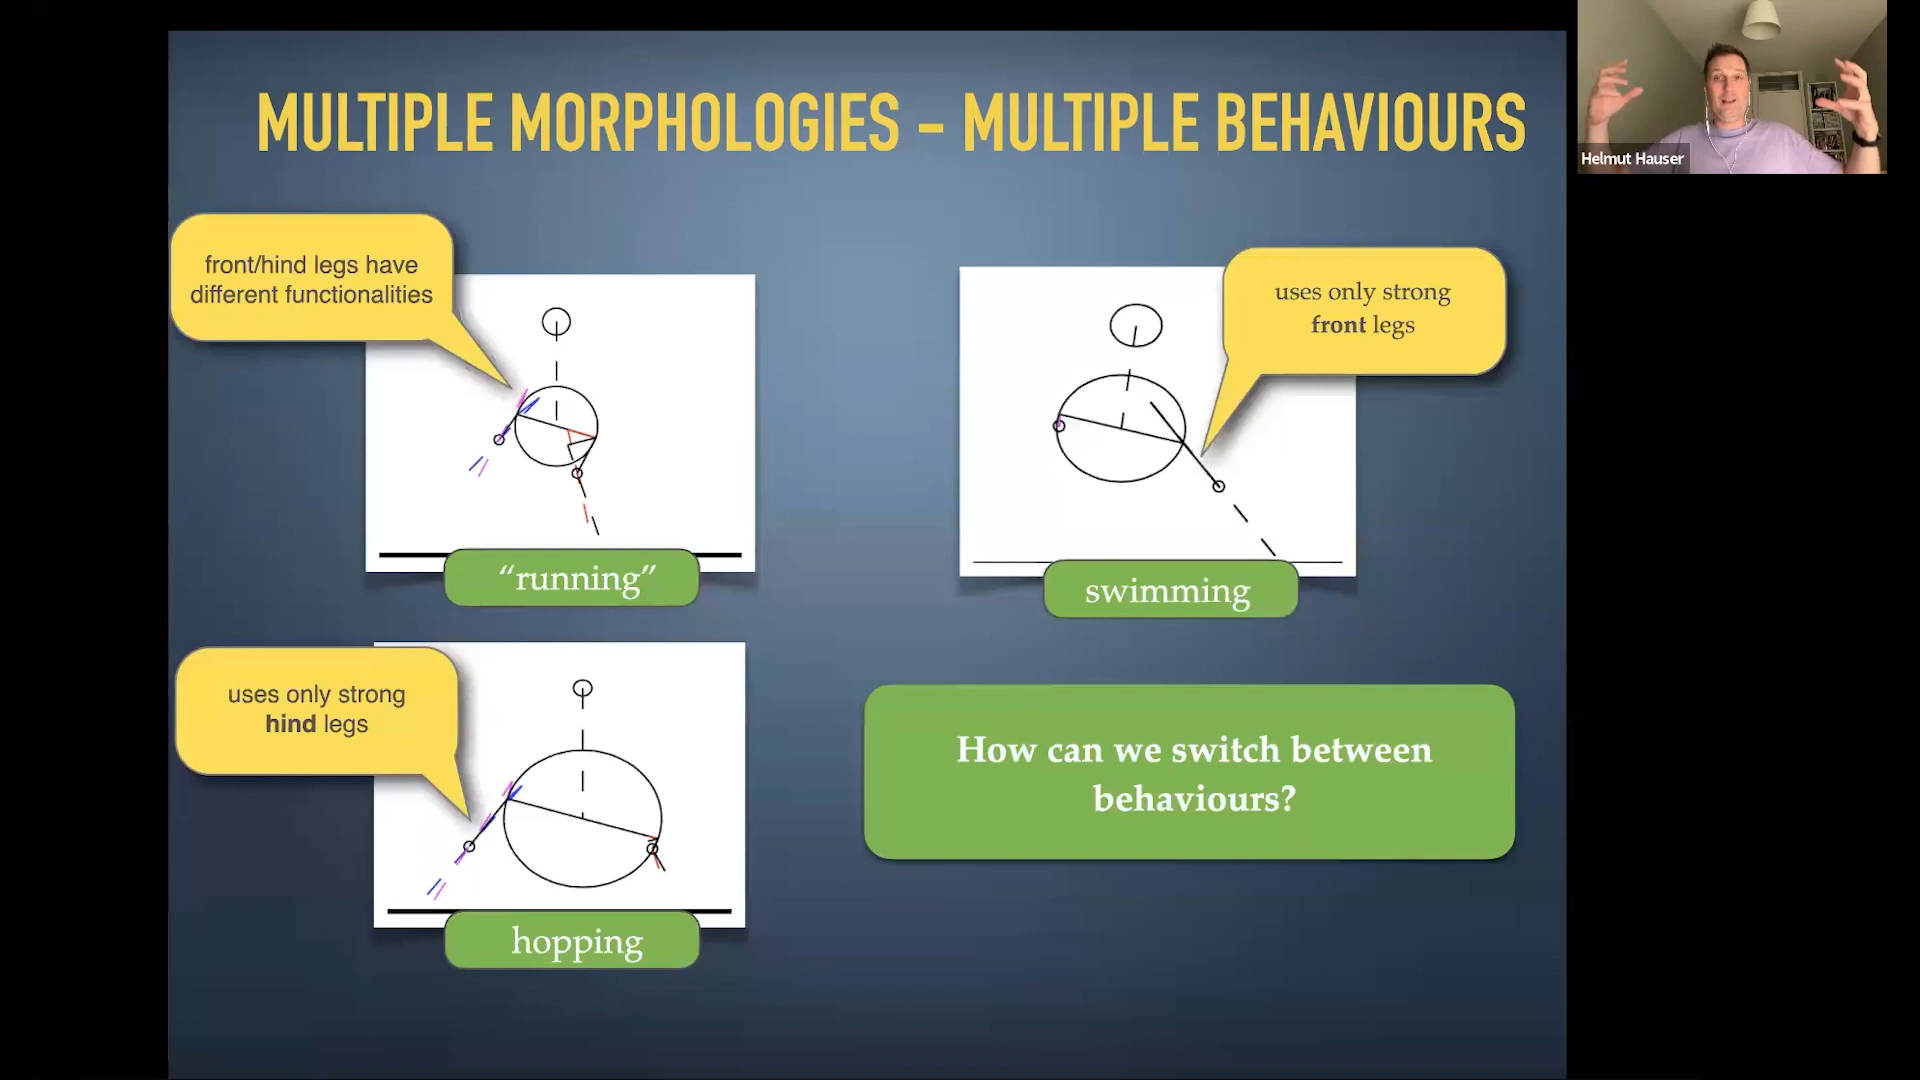 MULTIPLE MORPHOLOGIES - MULTIPLE BEHAVIOURS
Helmut Hauser
front/hind legs have
different functionalities
uses only strong
front legs
"running"
swimming
uses only strong
hind legs
How can we switch between
behaviours?
hopping